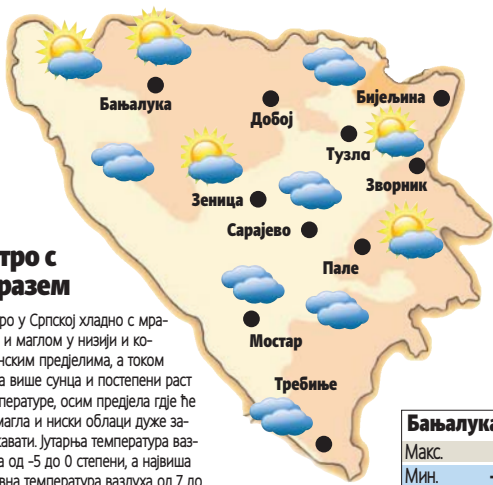 Бањалука
Добој
Бијељина
Тузла
Зворник
Зеница
Сарајево
Пале
Мостар
Требиње
тро с
разем
ро у Српској хладно с мра-
и маглом у низији и ко-
нским предјелима, а током
а више сунца и постепени раст
пературе, осим предјела гдје ће
магла и ниски облаци дуже за-
авати. Јутарња температура ваз-
а од -5 до 0 степени, а највиша
вна температура ваздуха од 7 до
Бањалука
Макс.
Мин. -